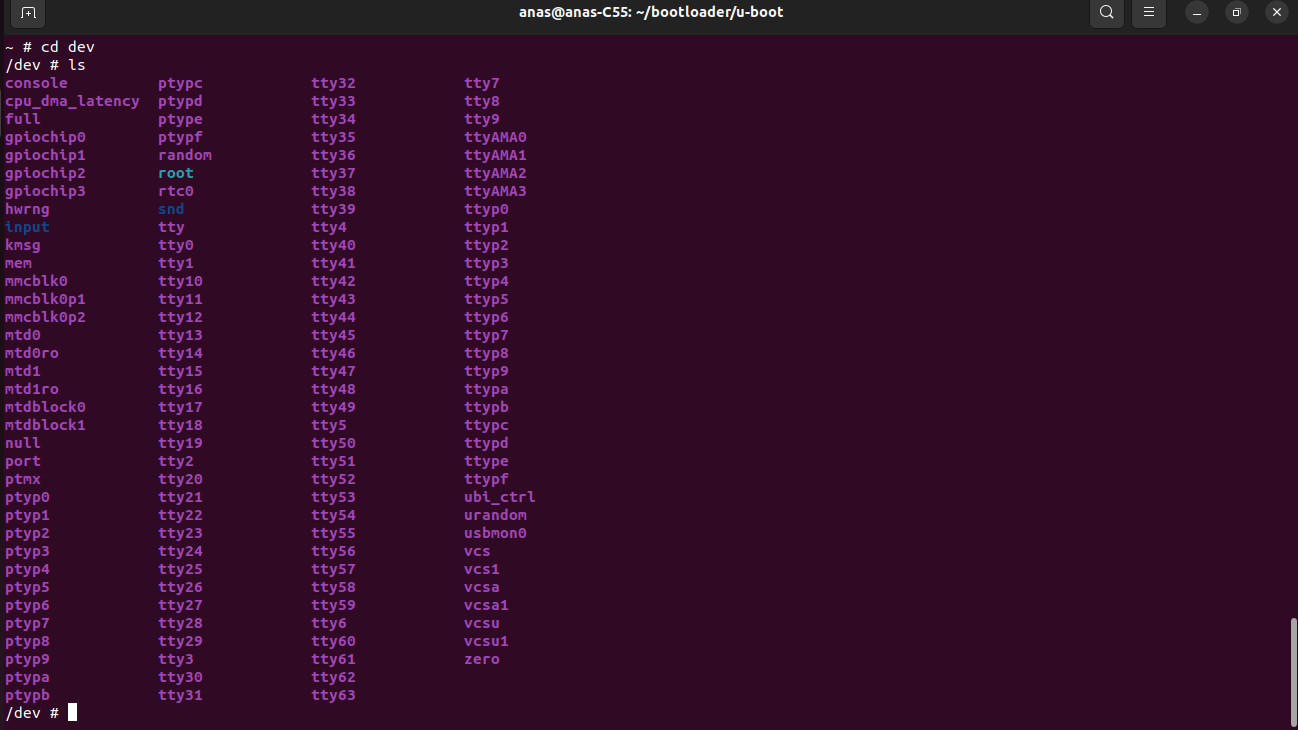 anas@anas-C55: ~/bootloader/u-boot
~ # cd dev
/dev # ls
console ptypc tty32 tty7
cpu_dma_latency ptypd tty33 tty8
full ptype tty34 tty9
gpiochip0 ptypf tty35 ttyAMA0
gpiochip1 random tty36 ttyAMA1
gpiochip2 root tty37 ttyAMA2
gpiochip3 rtc0 tty38 ttyAMA3
hwrng snd tty39 ttyp0
input tty tty4 ttyp1
kmsg tty0 tty40 ttyp2
mem tty1 tty41 ttyp3
mmcblk0 tty10 tty42 ttyp4
mmcblk0p1 tty11 tty43 ttyp5
mmcblk0p2 tty12 tty44 ttyp6
mtd0 tty13 tty45 ttyp7
mtd0ro tty14 tty46 ttyp8
mtd1 tty15 tty47 ttyp9
mtd1ro tty16 tty48 ttypa
mtdblock0 tty17 tty49 ttypb
mtdblock1 tty18 tty5 ttypc
null tty19 tty50 ttypd
port tty2 tty51 ttype
ptmx tty20 tty52 ttypf
ptyp0 tty21 tty53 ubi_ctrl
ptyp1 tty22 tty54 urandom
ptyp2 tty23 tty55 usbmon0
ptyp3 tty24 tty56 vcs
ptyp4 tty25 tty57 vcs1
ptyp5 tty26 tty58 vcsa
ptyp6 tty27 tty59 vcsa1
ptyp7 tty28 tty6 vcsu
ptyp8 tty29 tty60 vcsu1
ptyp9 tty3 tty61 zero
ptypa tty30 tty62
ptypb tty31 tty63
/dev #